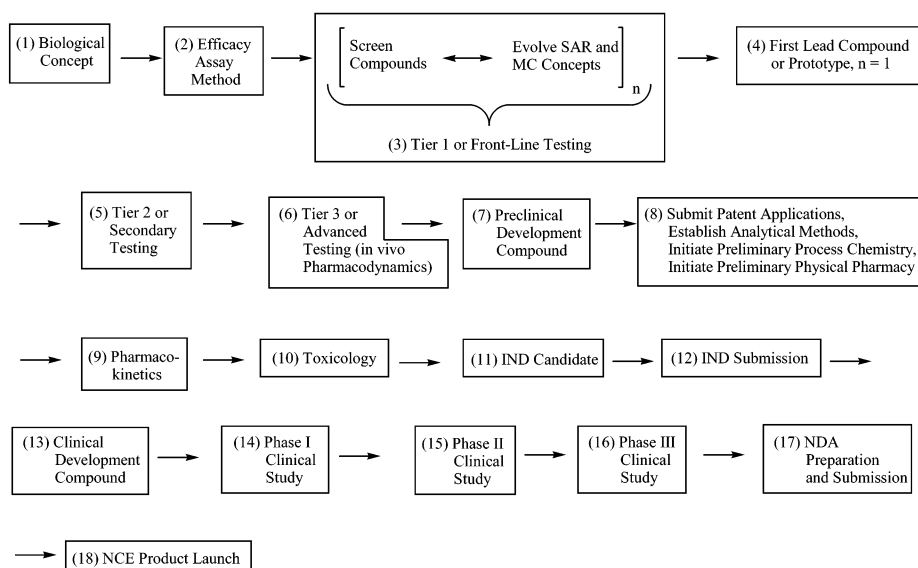 (1) Biological
Concept
(2) Efficacy
Assay
Method
Screen
Compounds
Evolve SAR and
MC Concepts
n
(3) Tier 1 or Front-Line Testing
(4) First Lead Compound
or Prototype, n = 1
(5) Tier 2 or
Secondary
Testing
(6) Tier 3 or
Advanced
Testing (in vivo
Pharmacodynamics)
(7) Preclinical
Development
Compound
(8) Submit Patent Applications,
Establish Analytical Methods,
Initiate Preliminary Process Chemistry,
Initiate Preliminary Physical Pharmacy
(9) Pharmaco-
kinetics
(10) Toxicology
(11) IND Candidate
(12) IND Submission
(13) Clinical
Development
Compound
(14) Phase I
Clinical
Study
(15) Phase II
Clinical
Study
(16) Phase III
Clinical
Study
(17) NDA
Preparation
and Submission
(18) NCE Product Launch